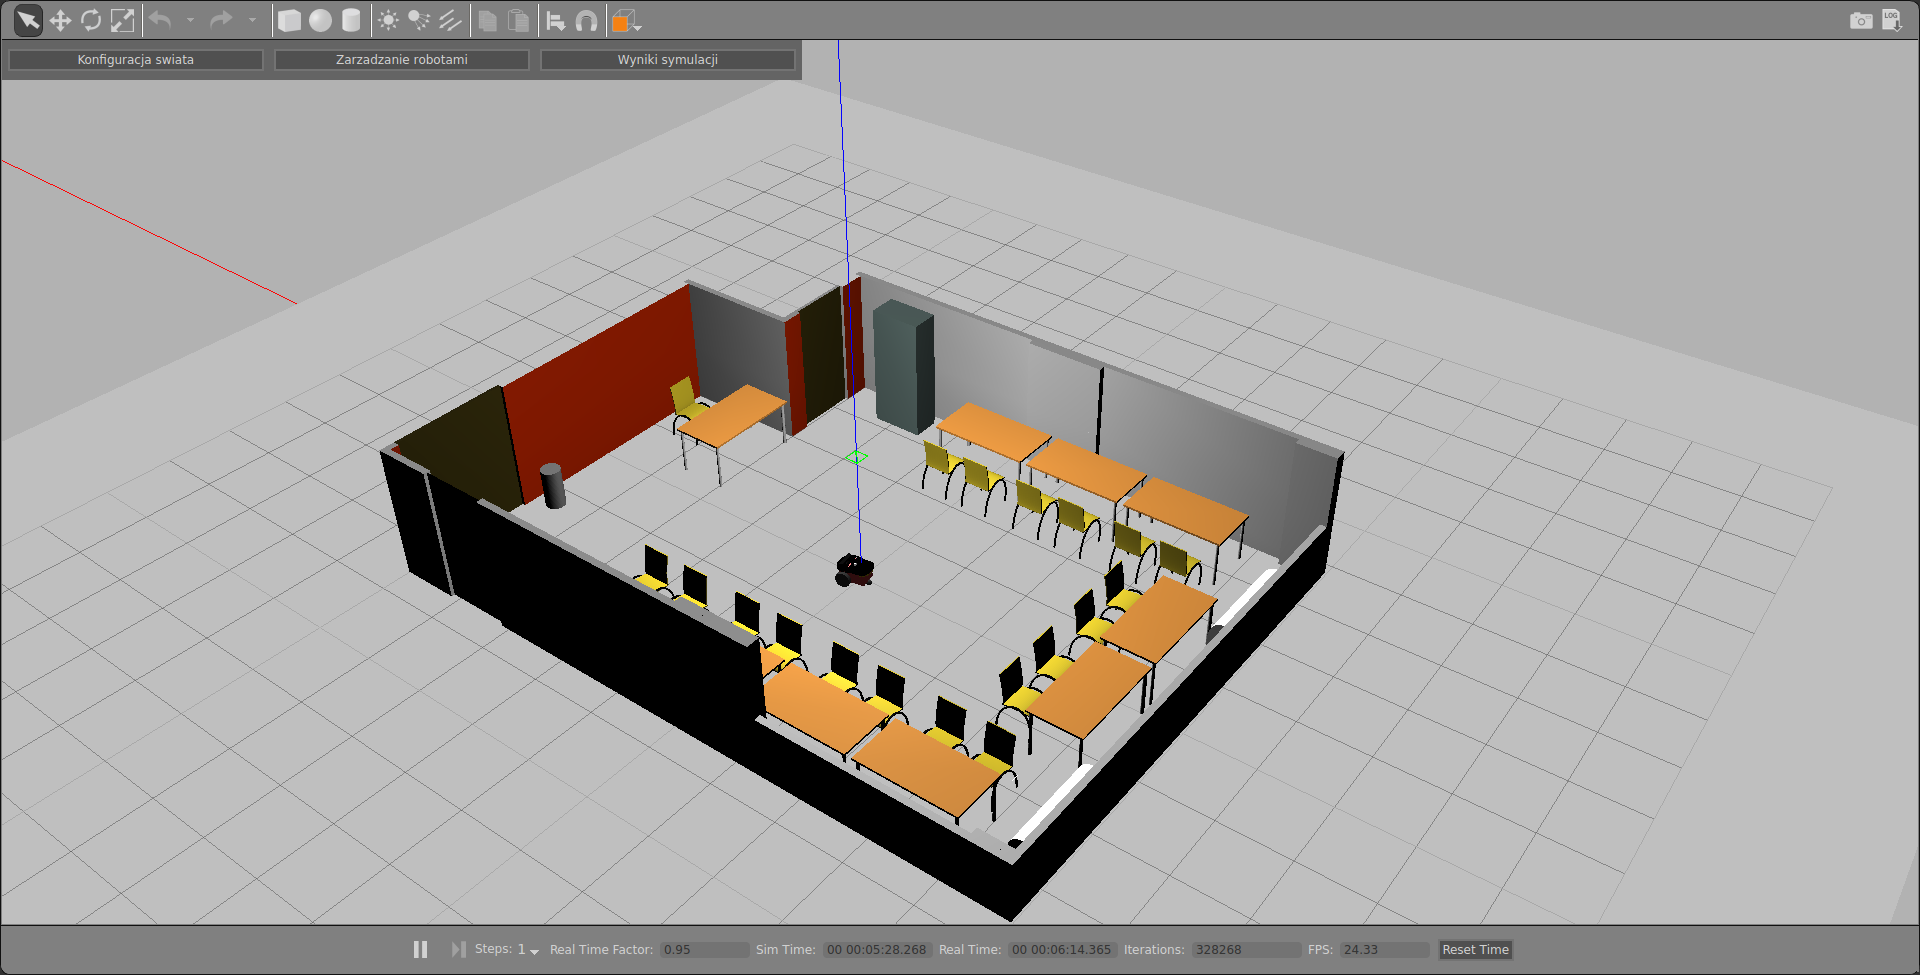 LOG
Konfiguracja swiata
Zarzadzanie robotami
Wyniki symulacji
Steps: 1 Real Time Factor: 0.95 Sim Time: 00 00:05:28.268 Real Time: 00 00:06:14.365 Iterations: 328268 FPS: 24.33 Reset Time